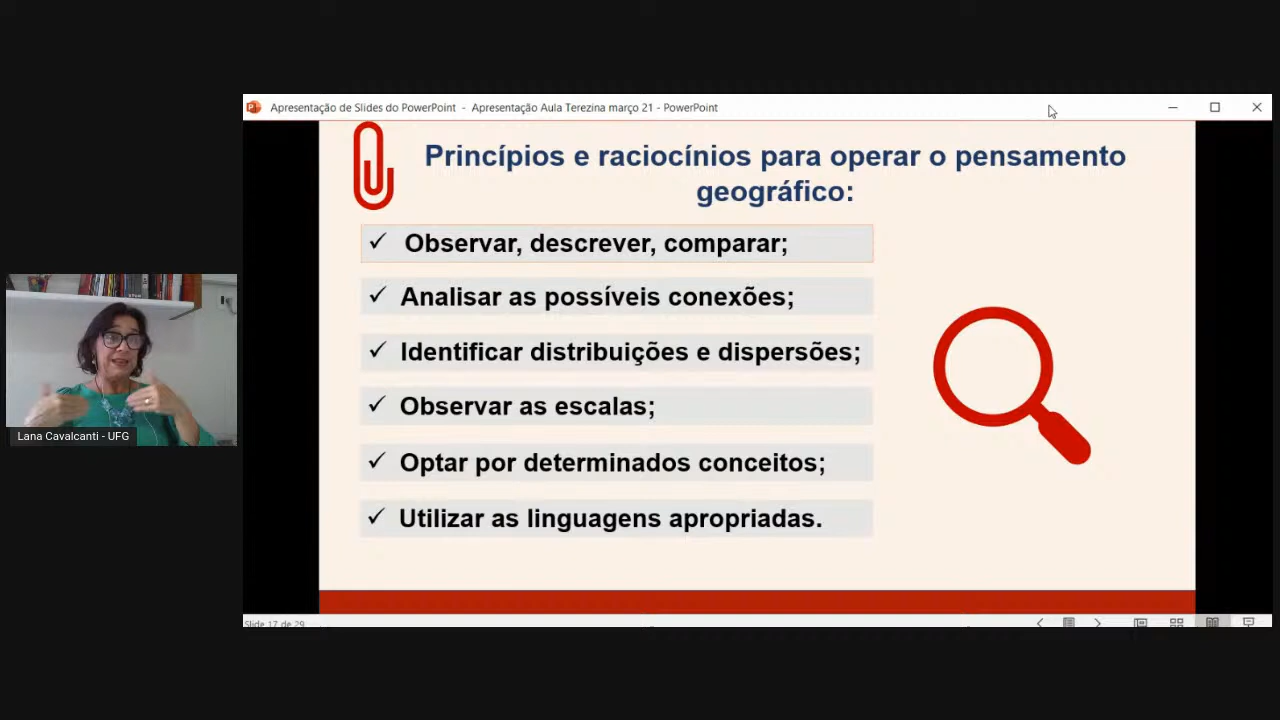 Apresentação de Slides do PowerPoint - Apresentação Aula Terezina março 21 - PowerPoint
Princípios e raciocínios para operar o pensamento
geográfico:
✓ Observar, descrever, comparar;
✓ Analisar as possíveis conexões;
✓ Identificar distribuições e dispersões;
✓ Observar as escalas;
✓ Optar por determinados conceitos;
✓ Utilizar as linguagens apropriadas.
Lana Cavalcanti - UFG
Slide 17 de 29